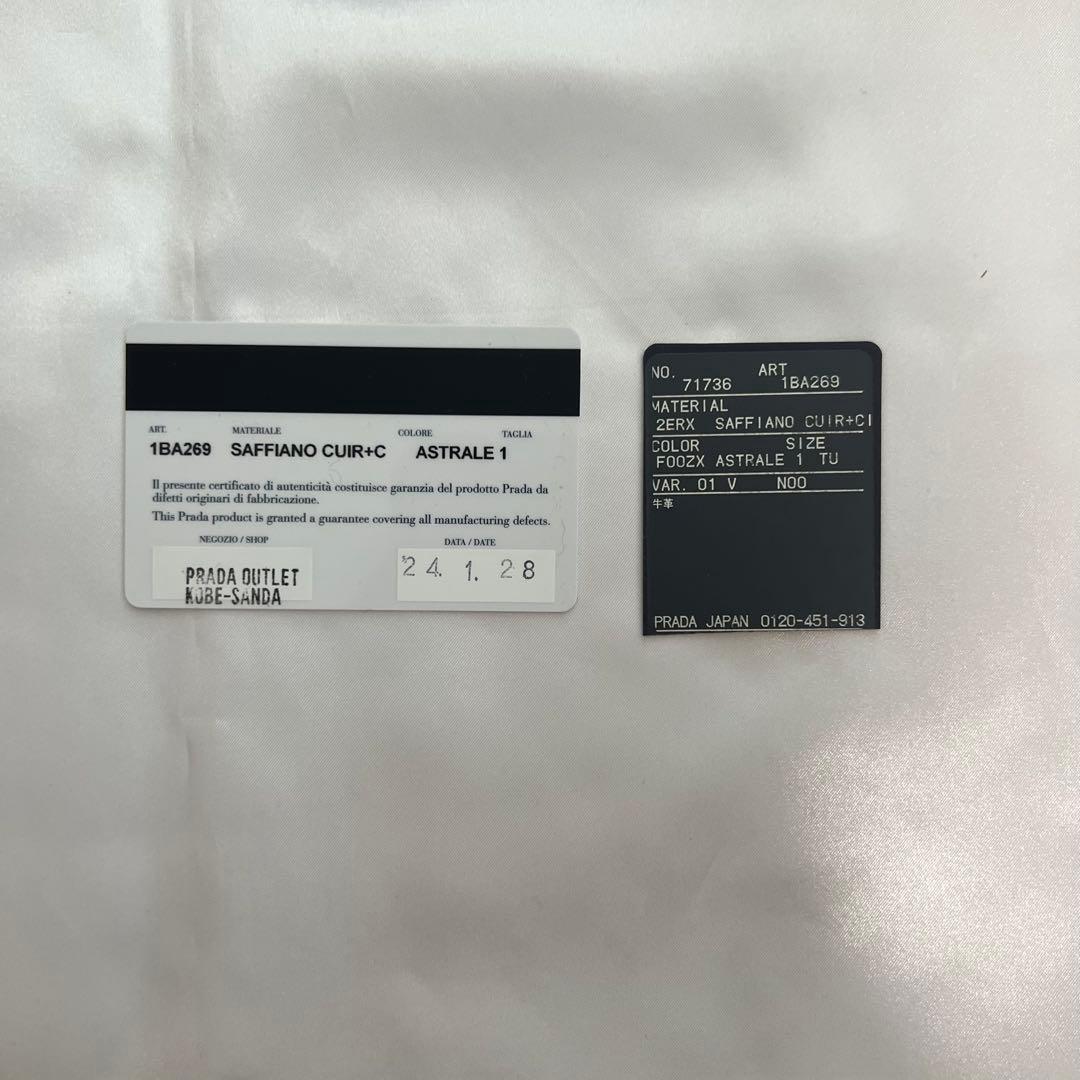 ART. MATERIALE COLORE TAGLIA
1BA269 SAFFIANO CUIR+C ASTRALE 1
Il presente certificato di autenticità costituisce garanzia del prodotto Prada da
difetti originari di fabbricazione.
This Prada product is granted a guarantee covering all manufacturing defects.
NEGOZIO / SHOP DATA / DATE
PRADA OUTLET
KOBE-SANDA
24. 1. 28
NO. ART
71736 1BA269
MATERIAL
2ERX SAFFIANO CUIR+CI
COLOR SIZE
F00ZX ASTRALE 1 TU
VAR. 01 V N00
牛革
PRADA JAPAN 0120-451-913